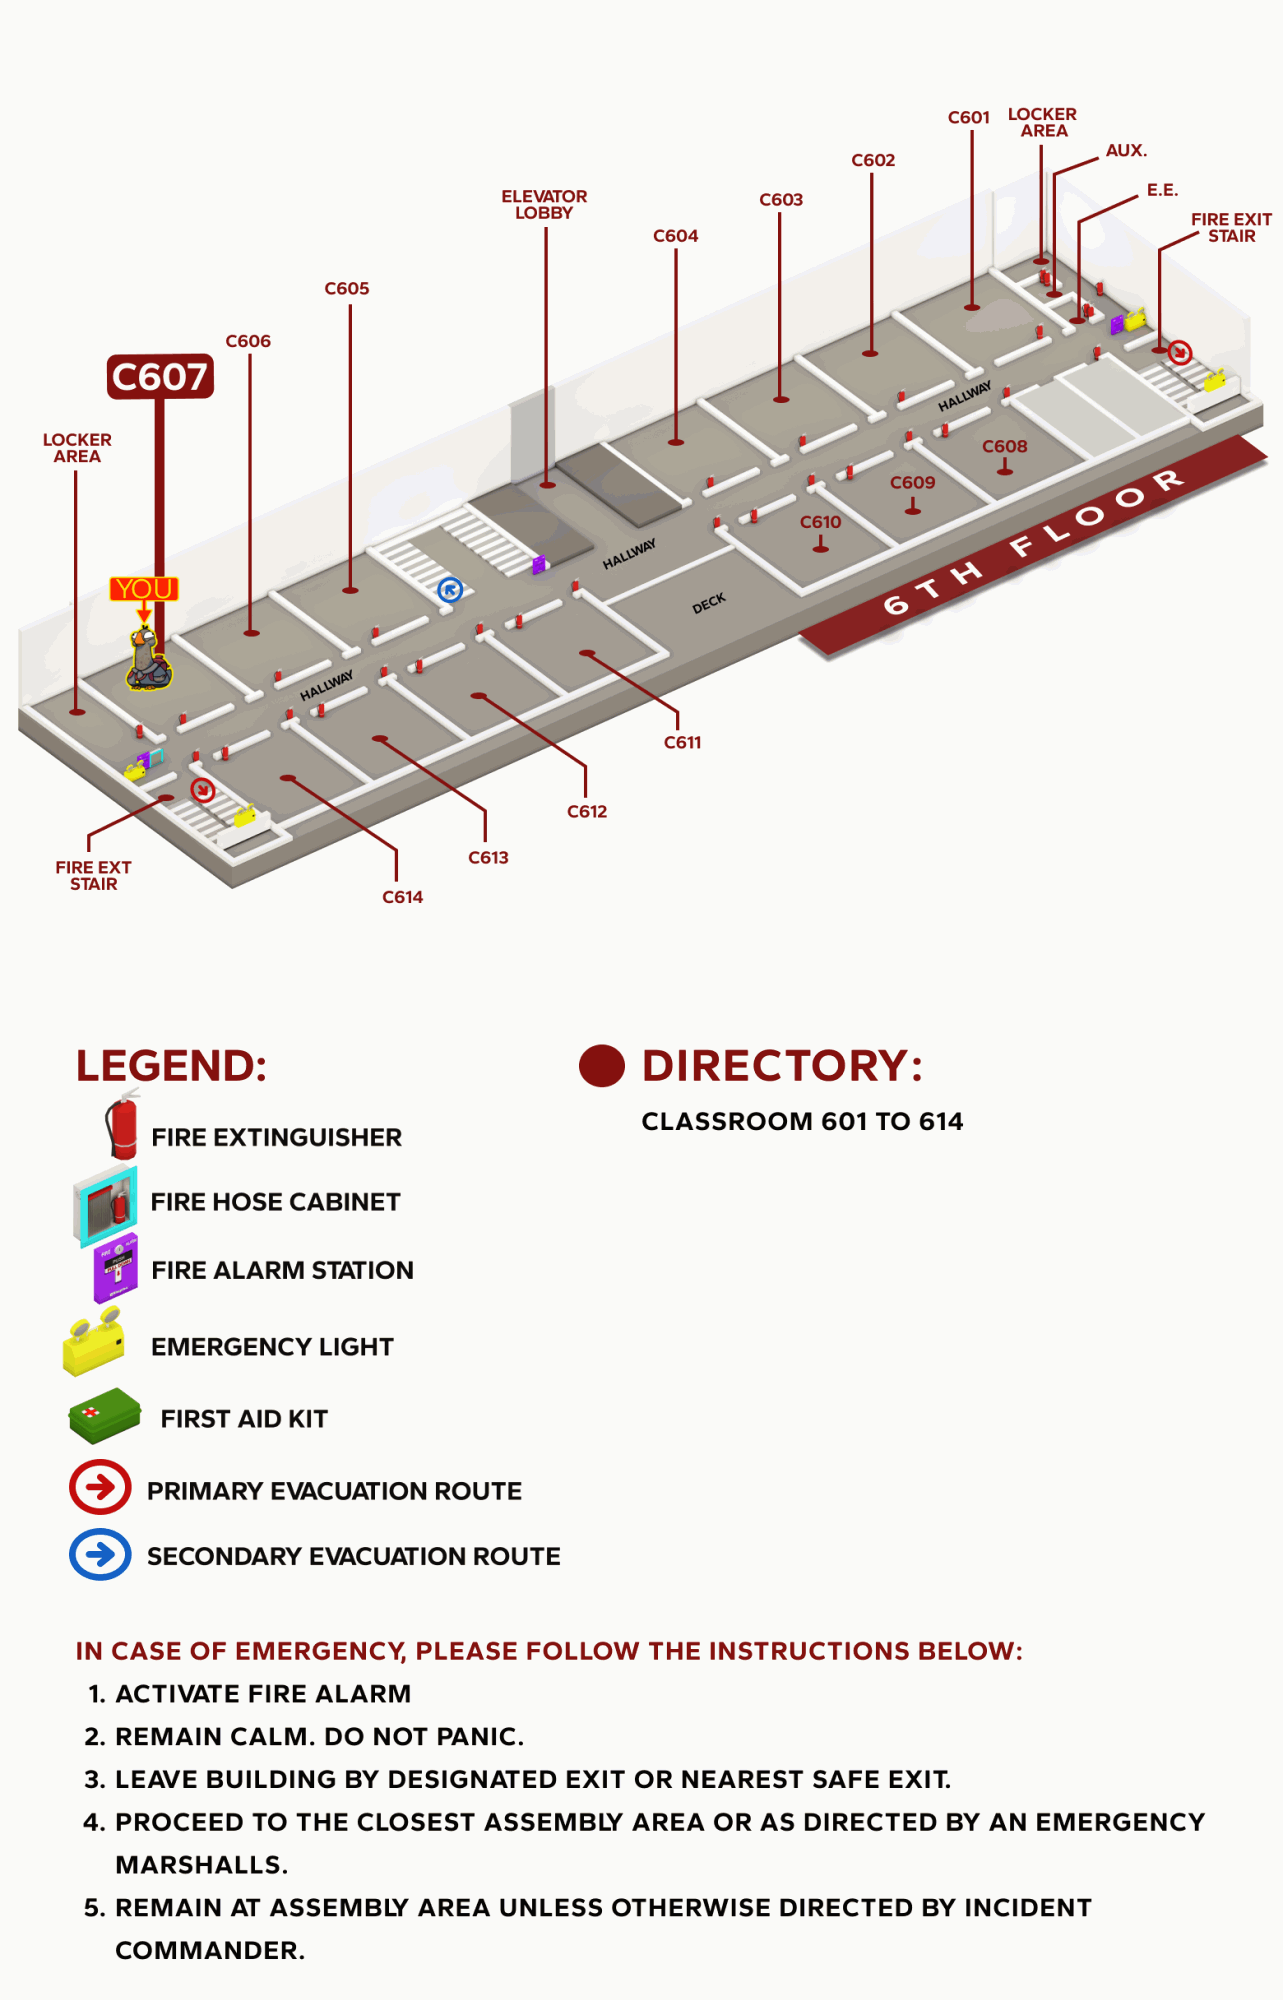 C601
LOCKER
AREA
AUX.
C602
E.E.
C603
ELEVATOR
LOBBY
FIRE EXIT
STAIR
C604
C605
C606
C607
LOCKER
AREA
YOU
HALLWAY
C608
C609
C610
6TH FLOOR
HALLWAY
DECK
HALLWAY
C611
C612
C613
FIRE EXT
STAIR
C614
LEGEND:
FIRE EXTINGUISHER
FIRE HOSE CABINET
FIRE ALARM STATION
EMERGENCY LIGHT
FIRST AID KIT
PRIMARY EVACUATION ROUTE
SECONDARY EVACUATION ROUTE
DIRECTORY:
CLASSROOM 601 TO 614
IN CASE OF EMERGENCY, PLEASE FOLLOW THE INSTRUCTIONS BELOW:
1. ACTIVATE FIRE ALARM
2. REMAIN CALM. DO NOT PANIC.
3. LEAVE BUILDING BY DESIGNATED EXIT OR NEAREST SAFE EXIT.
4. PROCEED TO THE CLOSEST ASSEMBLY AREA OR AS DIRECTED BY AN EMERGENCY
MARSHALLS.
5. REMAIN AT ASSEMBLY AREA UNLESS OTHERWISE DIRECTED BY INCIDENT
COMMANDER.